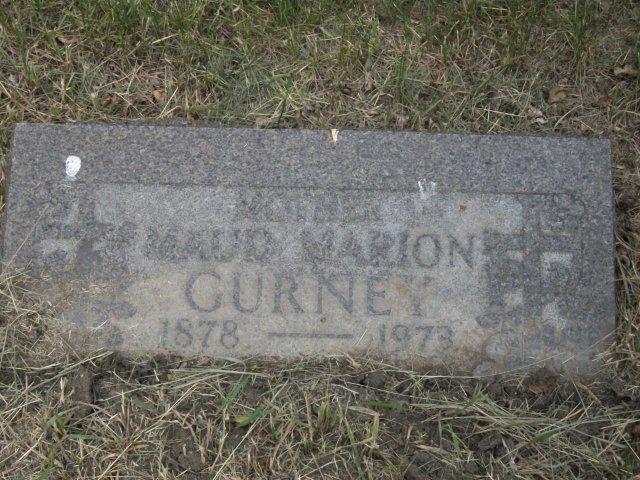 MOTHER
MAUD MARION
GURNEY
1878 — 1973